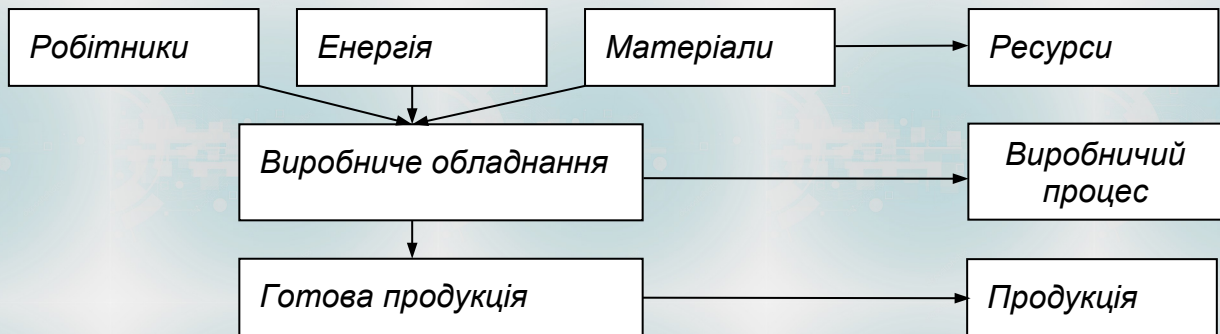 Робітники
Енергія
Матеріали
Ресурси
Виробниче обладнання
Виробничий
процес
Готова продукція
Продукція